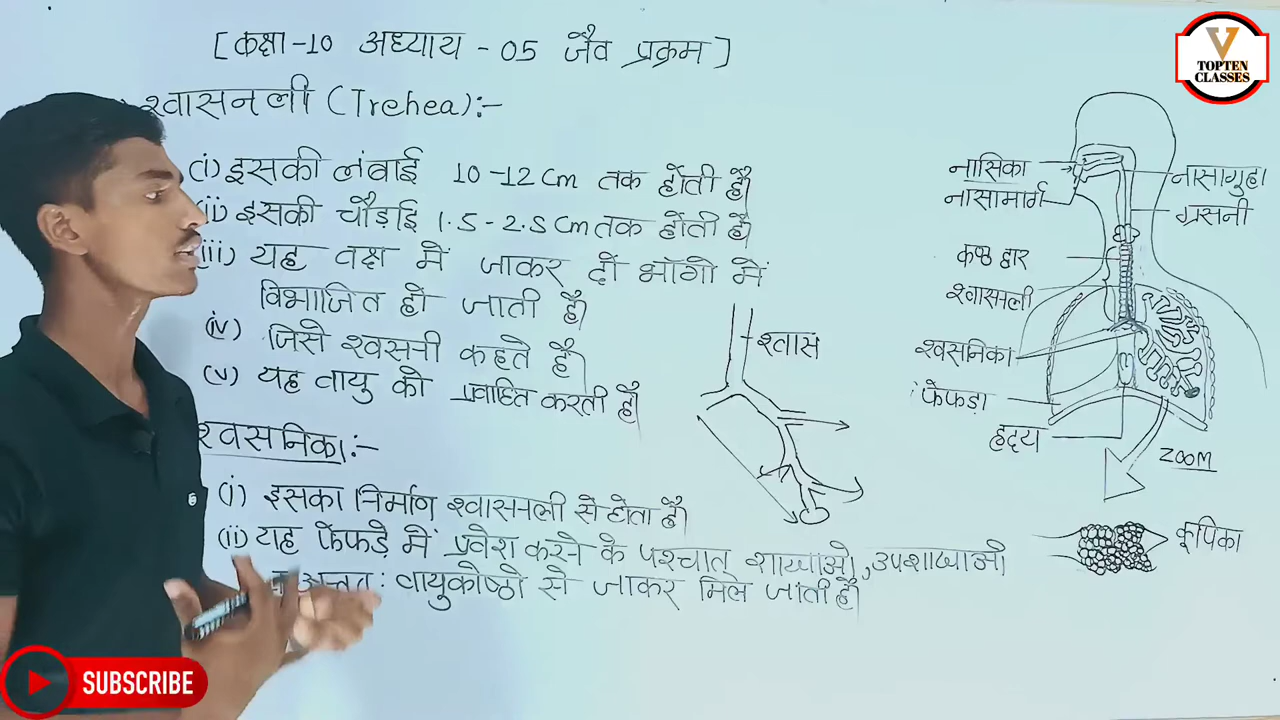 [कक्षा-10 अध्याय - 05 जैव प्रक्रम]
श्वासनली (Trehea):-
(i) इसकी लंबाई 10-12 cm तक होती है।
(ii) इसकी चौड़ाई 1.5-2.5 cm तक होती है।
(iii) यह वक्ष में जाकर दो भागो में
विभाजित हो जाती है।
(iv) जिसे श्वसनी कहते है।
(v) यह वायु को प्रवाहित करती है।
श्वसनिका:-
(i) इसका निर्माण श्वासनली से होता है।
(ii) यह फेफड़े में प्रवेश करने के पश्चात शाखाओ, उपशाखाओ
अन्ततः वायुकोष्ठो से जाकर मिल जाती है।
श्वास
नासिका
नासामार्ग
नासागुहा
ग्रसनी
कण्ठ द्वार
श्वासनली
श्वसनिका
फेफड़ा
हृदय
ZOOM
कूपिका
V
TOPTEN
CLASSES
SUBSCRIBE